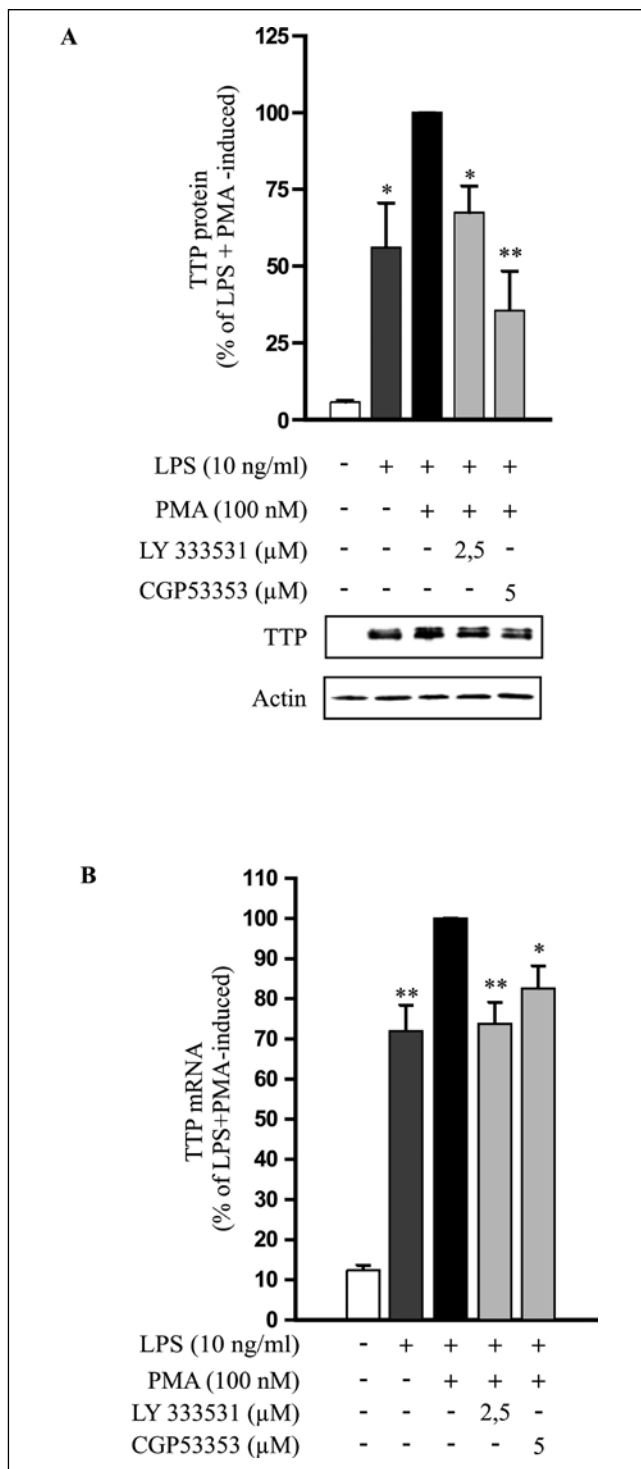 A
125
100
75
50
25
0
TTP protein
(% of LPS + PMA -induced)
*
*
**
LPS (10 ng/ml) - + + + +
PMA (100 nM) - - + + +
LY 333531 (µM) - - - 2,5 -
CGP53353 (µM) - - - - 5
TTP
Actin
B
110
100
90
80
70
60
50
40
30
20
10
0
TTP mRNA
(% of LPS+PMA-induced)
**
**
*
LPS (10 ng/ml) - + + + +
PMA (100 nM) - - + + +
LY 333531 (µM) - - - 2,5 -
CGP53353 (µM) - - - - 5